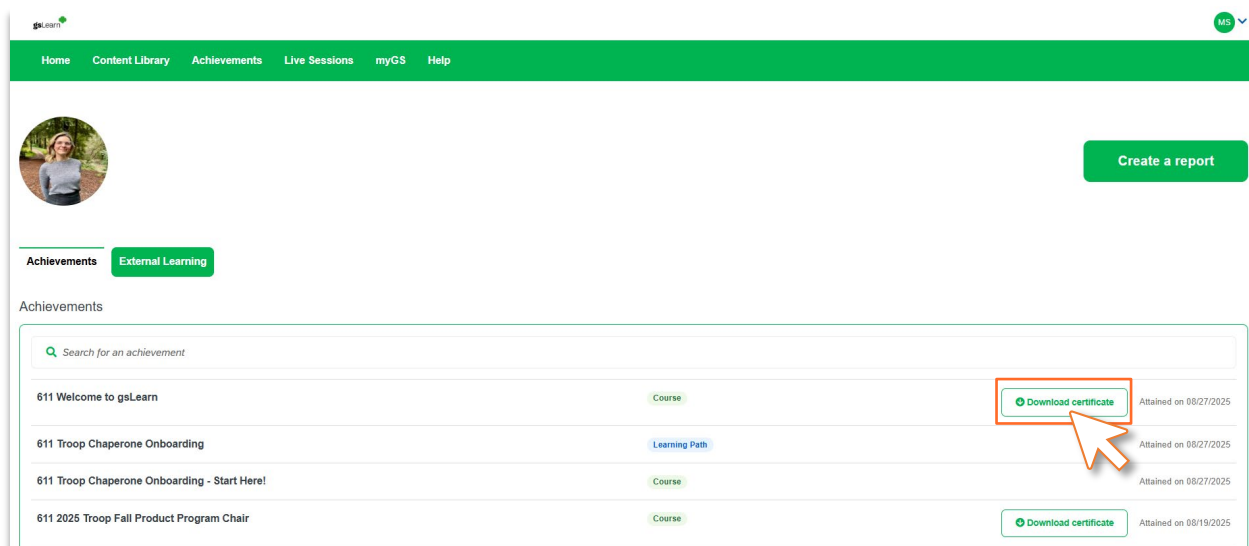 gsLearn
MS
Home Content Library Achievements Live Sessions myGS Help
Create a report
Achievements External Learning
Achievements
Search for an achievement
611 Welcome to gsLearn Course Download certificate Attained on 08/27/2025
611 Troop Chaperone Onboarding Learning Path Attained on 08/27/2025
611 Troop Chaperone Onboarding - Start Here! Course Attained on 08/27/2025
611 2025 Troop Fall Product Program Chair Course Download certificate Attained on 08/19/2025